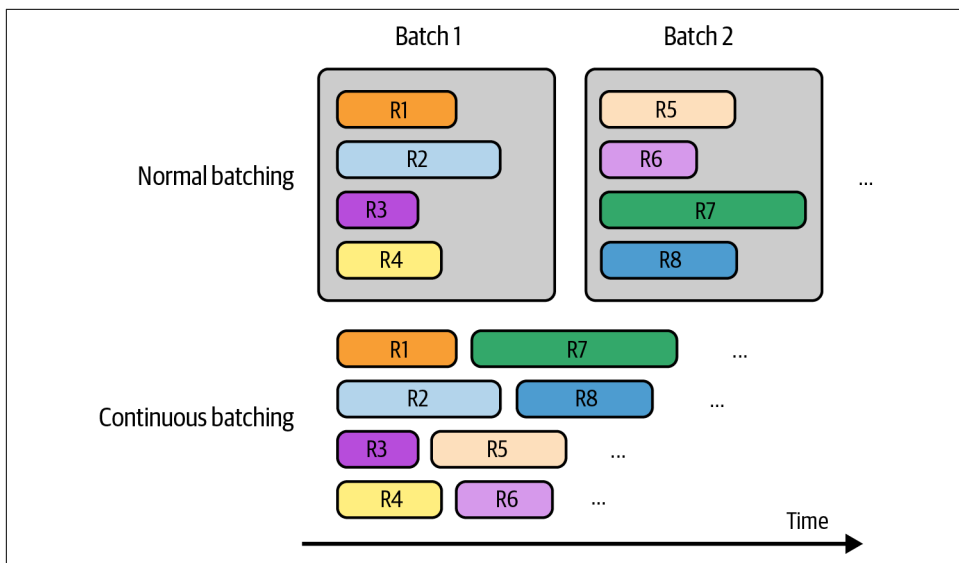 Batch 1
Batch 2
Normal batching
R1
R2
R3
R4
R5
R6
R7
R8
...
Continuous batching
R1
R7
...
R2
R8
...
R3
R5
...
R4
R6
...
Time